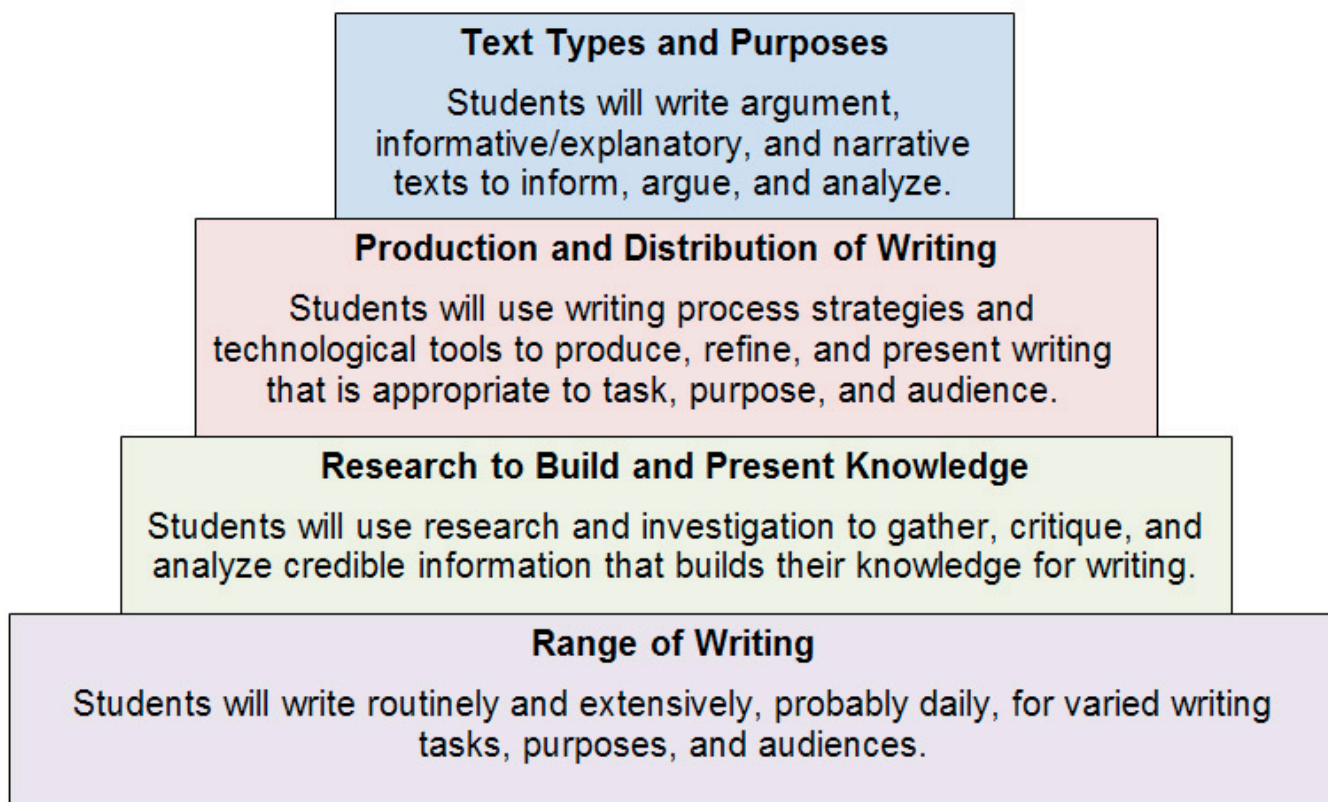 Text Types and Purposes
Students will write argument,
informative/explanatory, and narrative
texts to inform, argue, and analyze.
Production and Distribution of Writing
Students will use writing process strategies and
technological tools to produce, refine, and present writing
that is appropriate to task, purpose, and audience.
Research to Build and Present Knowledge
Students will use research and investigation to gather, critique, and
analyze credible information that builds their knowledge for writing.
Range of Writing
Students will write routinely and extensively, probably daily, for varied writing
tasks, purposes, and audiences.